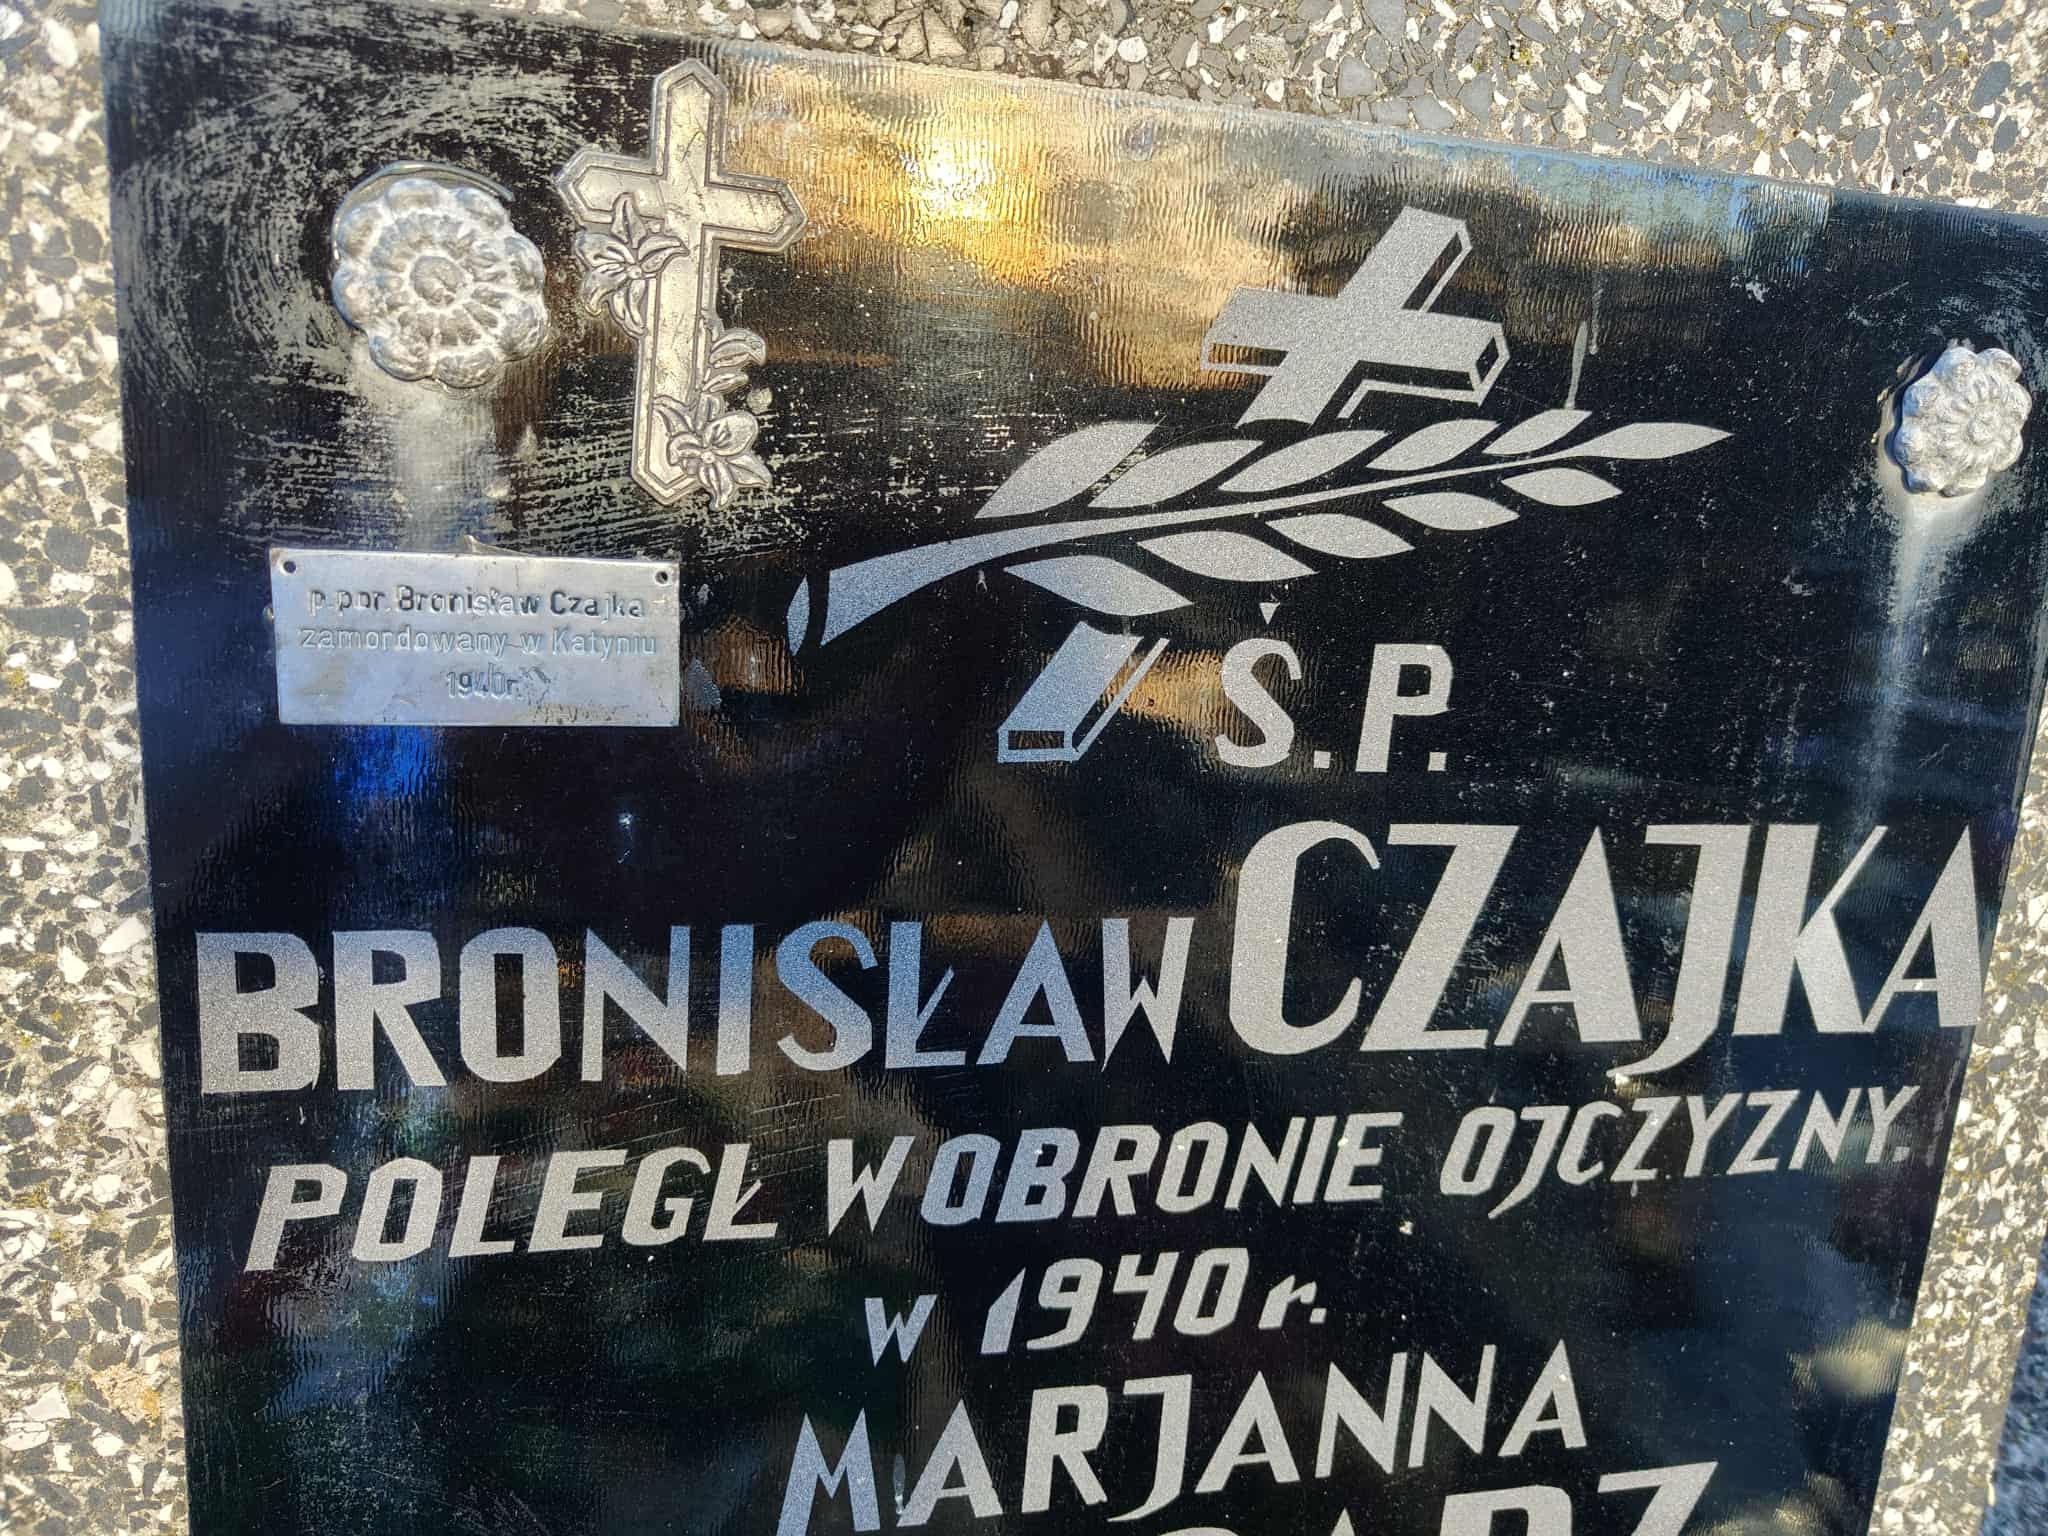 p.por. Bronisław Czajka
zamordowany w Katyniu
1940r.
Ś.P.
BRONISŁAW CZAJKA
POLEGŁ W OBRONIE OJCZYZNY.
w 1940 r.
MARJANNA